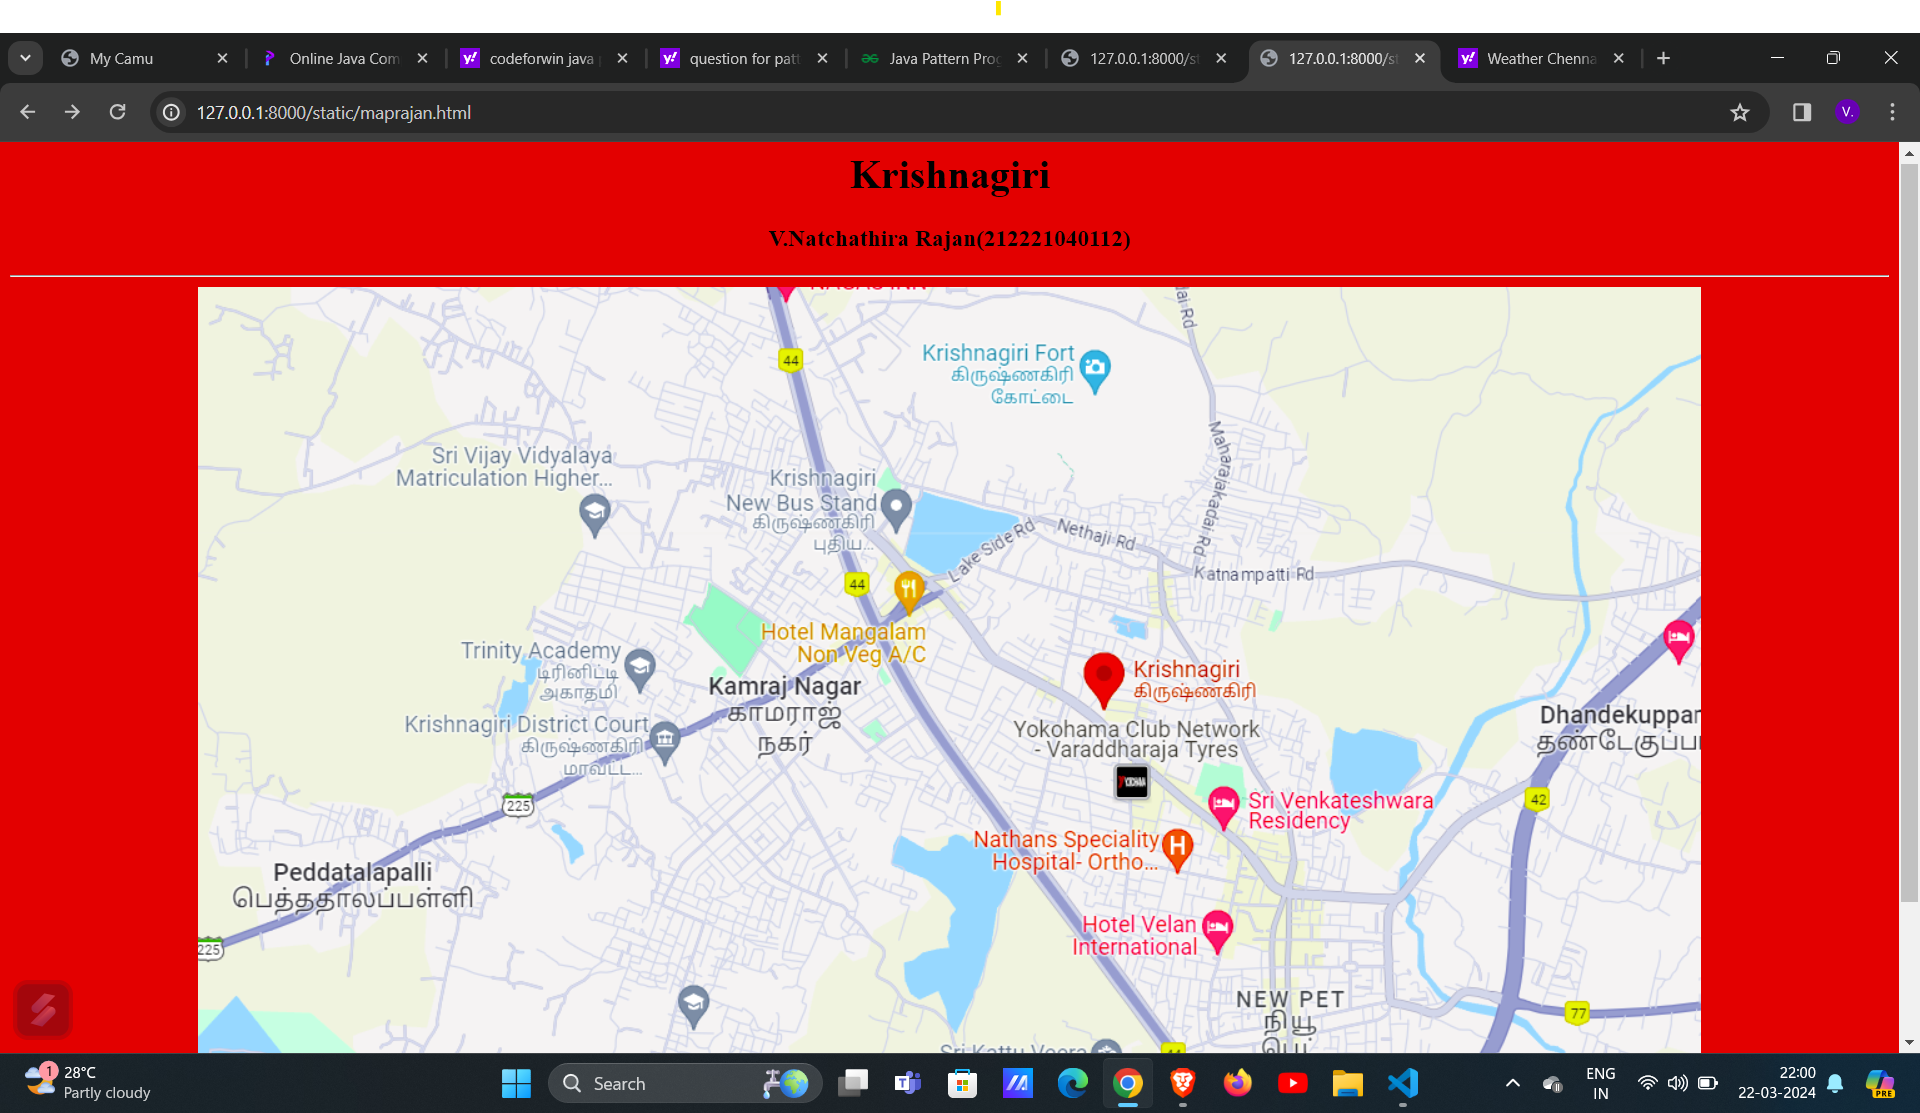 My Camu
Online Java Com
codeforwin java
question for patt
Java Pattern Prog
127.0.0.1:8000/st
127.0.0.1:8000/st
Weather Chenna
127.0.0.1:8000/static/maprajan.html
V.
Krishnagiri
V.Natchathira Rajan(212221040112)
44
Krishnagiri Fort
கிருஷ்ணகிரி
கோட்டை
Maharajakadai Rd
Sri Vijay Vidyalaya
Matriculation Higher...
Krishnagiri
New Bus Stand
கிருஷ்ணகிரி
புதிய...
Lake Side Rd
Nethaji Rd
Katnampatti Rd
44
Hotel Mangalam
Non Veg A/C
Trinity Academy
டிரினிட்டி
அகாதமி
Kamraj Nagar
காமராஜ்
நகர்
Krishnagiri
கிருஷ்ணகிரி
Krishnagiri District Court
கிருஷ்ணகிரி
மாவட்ட...
Yokohama Club Network
- Varaddharaja Tyres
Dhandekuppan
தண்டேகுப்ப
225
42
Sri Venkateshwara
Residency
Nathans Speciality
Hospital- Ortho...
Peddatalapalli
பெத்ததாலப்பள்ளி
Hotel Velan
International
225
NEW PET
நியூ
பெட்
77
44
Sri Kattu Veera
1
28°C
Partly cloudy
Search
ENG
IN
22:00
22-03-2024
PRE